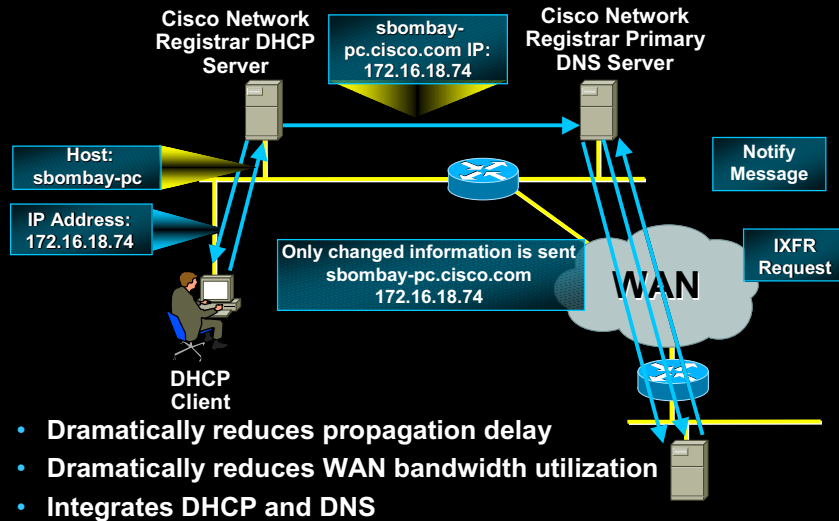 Cisco Network
Registrar DHCP
Server
sbombay-
pc.cisco.com IP:
172.16.18.74
Cisco Network
Registrar Primary
DNS Server
Host:
sbombay-pc
Notify
Message
IP Address:
172.16.18.74
Only changed information is sent
sbombay-pc.cisco.com
172.16.18.74
WAN
IXFR
Request
DHCP
Client
• Dramatically reduces propagation delay
• Dramatically reduces WAN bandwidth utilization
• Integrates DHCP and DNS